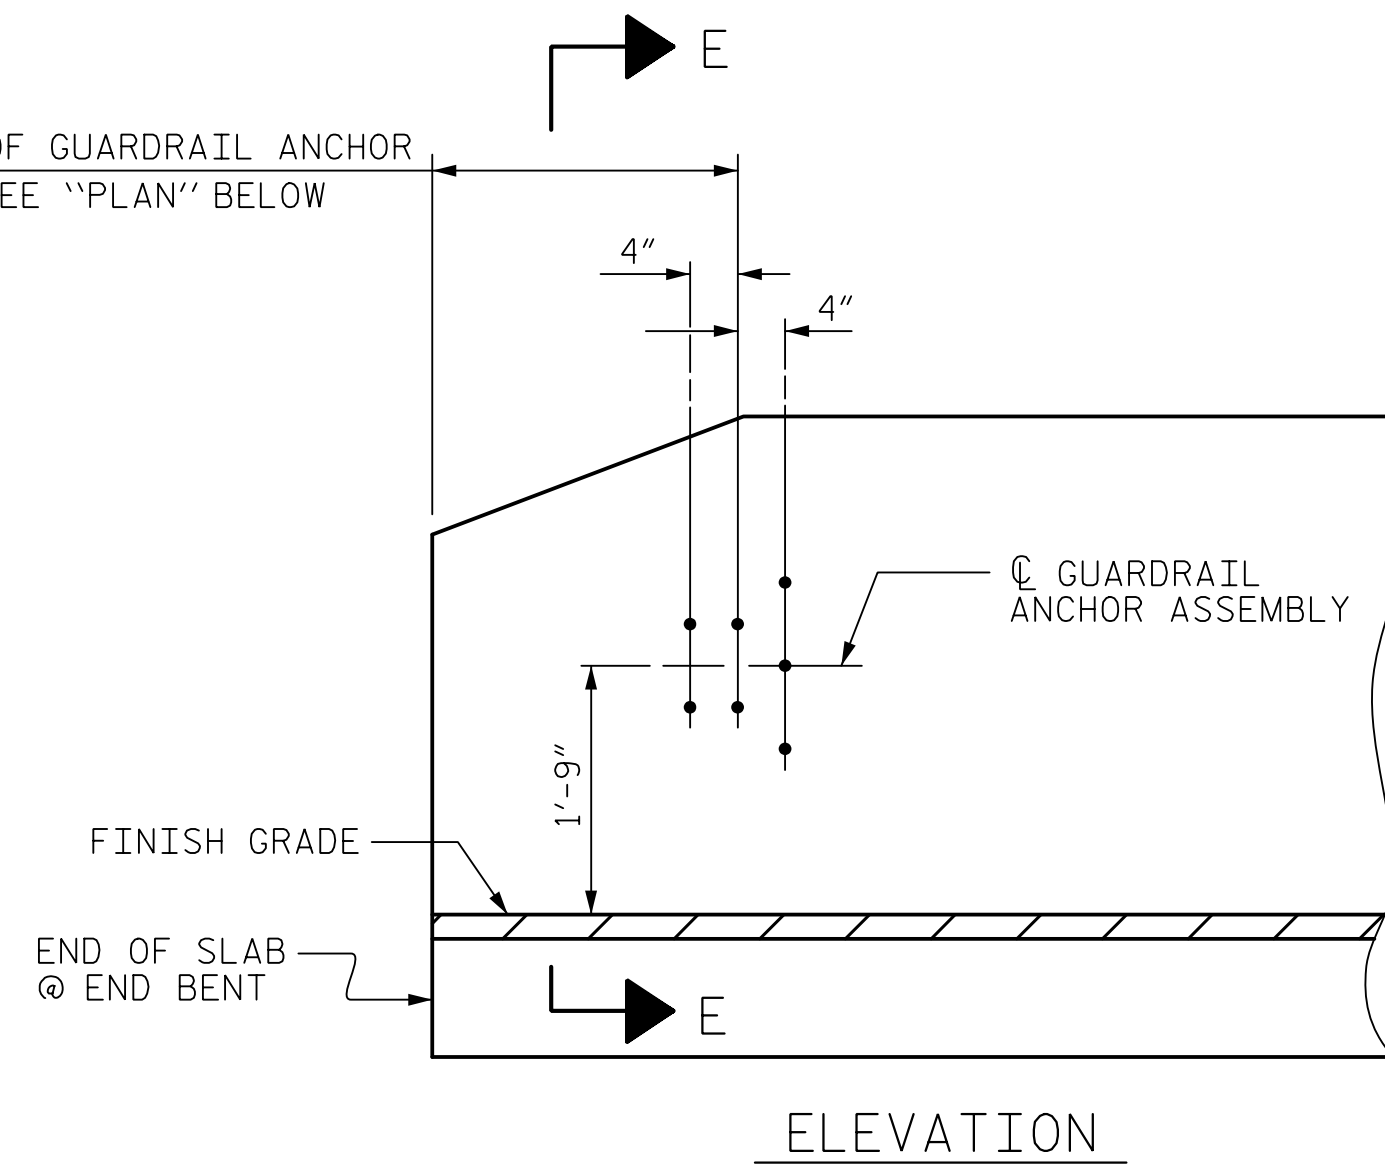 E
OF GUARDRAIL ANCHOR
EE "PLAN" BELOW
4"
4"
℄ GUARDRAIL
ANCHOR ASSEMBLY
1'-9"
FINISH GRADE
END OF SLAB
@ END BENT
E
ELEVATION